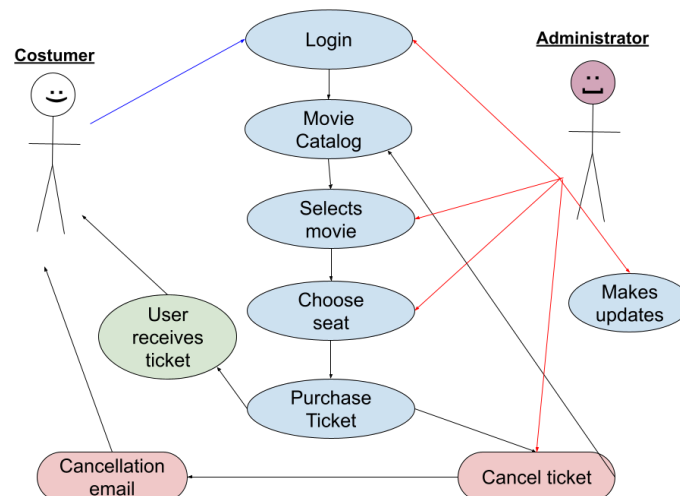 Login
Costumer
Administrator
Movie
Catalog
Selects
movie
Choose
seat
Makes
updates
User
receives
ticket
Purchase
Ticket
Cancellation
email
Cancel ticket